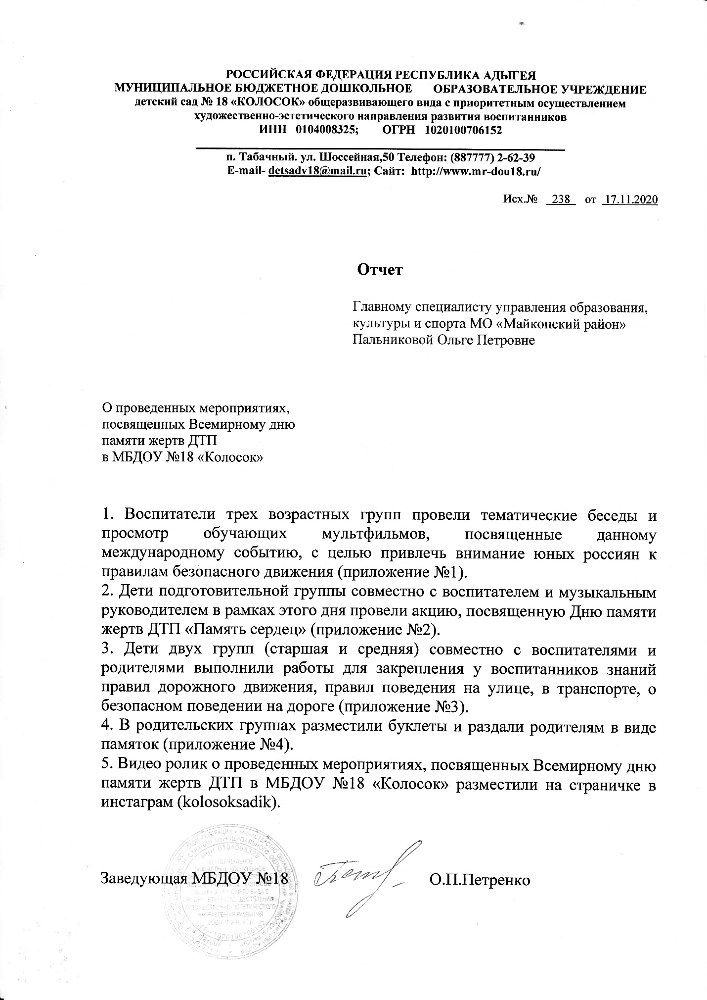 РОССИЙСКАЯ ФЕДЕРАЦИЯ РЕСПУБЛИКА АДЫГЕЯ
МУНИЦИПАЛЬНОЕ БЮДЖЕТНОЕ ДОШКОЛЬНОЕ ОБРАЗОВАТЕЛЬНОЕ УЧРЕЖДЕНИЕ
детский сад № 18 «КОЛОСОК» общеразвивающего вида с приоритетным осуществлением
художественно-эстетического направления развития воспитанников
ИНН 0104008325; ОГРН 1020100706152
п. Табачный. ул. Шоссейная,50 Телефон: (887777) 2-62-39
E-mail- detsadv18@mail.ru; Сайт: http://www.mr-dou18.ru/
Исх.№ 238 от 17.11.2020
Отчет
Главному специалисту управления образования,
культуры и спорта МО «Майкопский район»
Пальниковой Ольге Петровне
О проведенных мероприятиях,
посвященных Всемирному дню
памяти жертв ДТП
в МБДОУ №18 «Колосок»
1. Воспитатели трех возрастных групп провели тематические беседы и
просмотр обучающих мультфильмов, посвященные данному
международному событию, с целью привлечь внимание юных россиян к
правилам безопасного движения (приложение №1).
2. Дети подготовительной группы совместно с воспитателем и музыкальным
руководителем в рамках этого дня провели акцию, посвященную Дню памяти
жертв ДТП «Память сердец» (приложение №2).
3. Дети двух групп (старшая и средняя) совместно с воспитателями и
родителями выполнили работы для закрепления у воспитанников знаний
правил дорожного движения, правил поведения на улице, в транспорте, о
безопасном поведении на дороге (приложение №3).
4. В родительских группах разместили буклеты и раздали родителям в виде
памяток (приложение №4).
5. Видео ролик о проведенных мероприятиях, посвященных Всемирному дню
памяти жертв ДТП в МБДОУ №18 «Колосок» разместили на страничке в
инстаграм (kolosoksadik).
Заведующая МБДОУ №18 О.П.Петренко
ИНН 0104008325
ОГРН 1020100706152